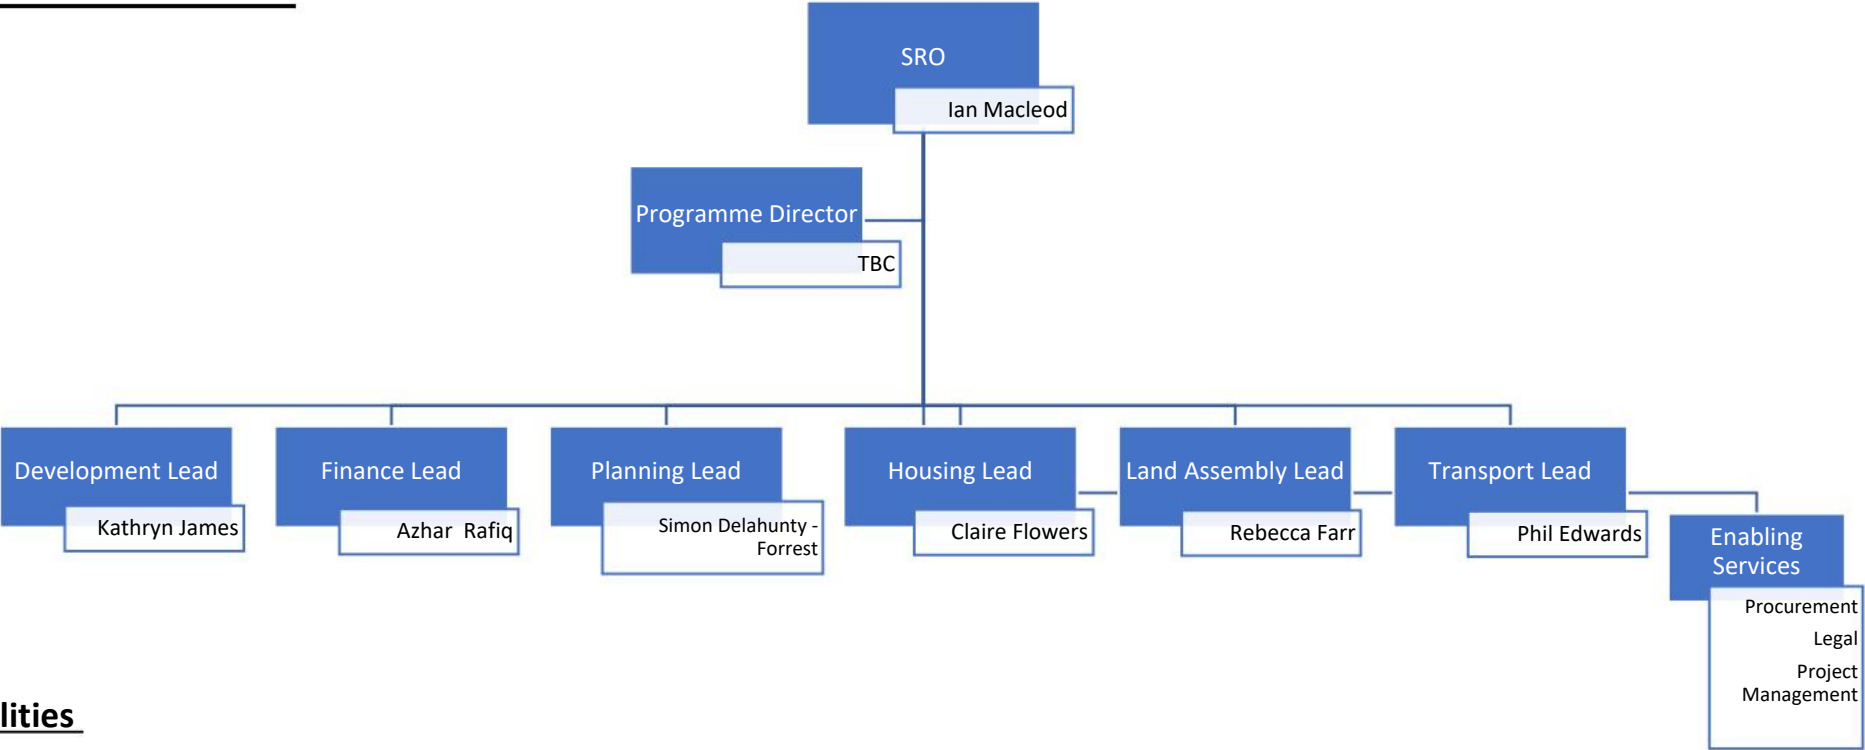 SRO
Ian Macleod
Programme Director
TBC
Development Lead
Kathryn James
Finance Lead
Azhar  Rafiq
Planning Lead
Simon Delahunty -
Forrest
Housing Lead
Claire Flowers
Land Assembly Lead
Rebecca Farr
Transport Lead
Phil Edwards
Enabling
Services
Procurement
Legal
Project
Management
lities